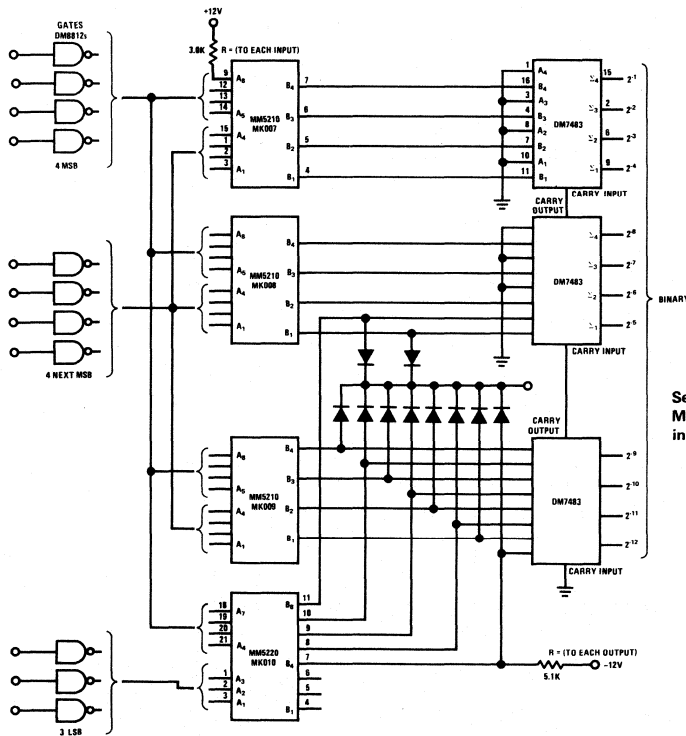 +12V
GATES
DM8812s
3.0K
R = (TO EACH INPUT)
9
12
13
14
A8
A5
15
1
2
3
A4
A1
MM5210
MK007
B4
B3
B2
B1
7
6
5
4
1
16
3
4
8
7
10
11
A4
B4
A3
B3
A2
B2
A1
B1
DM7483
Σ4
Σ3
Σ2
Σ1
15
2
6
9
2-1
2-2
2-3
2-4
4 MSB
CARRY INPUT
CARRY
OUTPUT
A8
A5
A4
A1
MM5210
MK008
B4
B3
B2
B1
DM7483
Σ4
Σ3
Σ2
Σ1
2-8
2-7
2-6
2-5
BINARY
4 NEXT MSB
CARRY INPUT
Se
M
in
CARRY
OUTPUT
A8
A5
A4
A1
MM5210
MK009
B4
B3
B2
B1
DM7483
2-9
2-10
2-11
2-12
CARRY INPUT
18
19
20
21
A7
A4
1
2
3
A3
A2
A1
MM5220
MK010
B8
B4
B1
11
10
9
8
7
6
5
4
R = (TO EACH OUTPUT)
5.1K
-12V
3 LSB